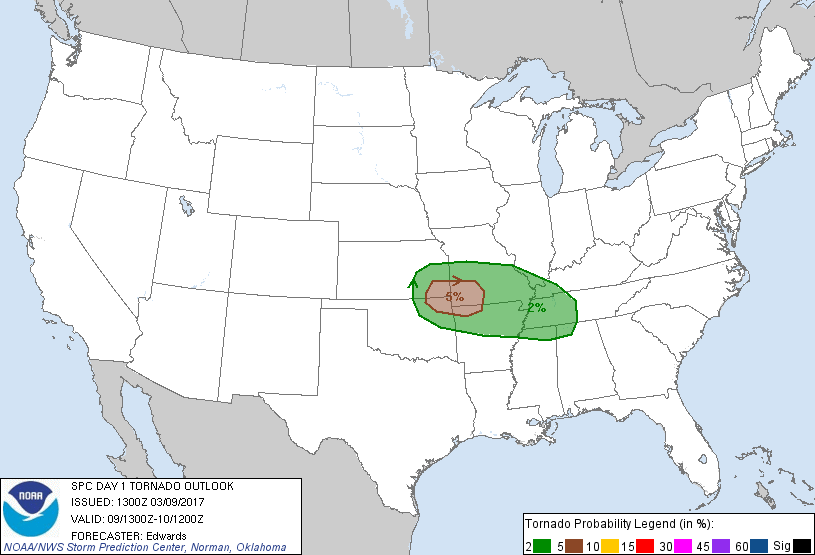 5%
2%
NOAA
SPC DAY 1 TORNADO OUTLOOK
ISSUED: 1300Z 03/09/2017
VALID: 09/1300Z-10/1200Z
FORECASTER: Edwards
NOAA/NWS Storm Prediction Center, Norman, Oklahoma
Tornado Probability Legend (in %):
2 5 10 15 30 45 60 Sig